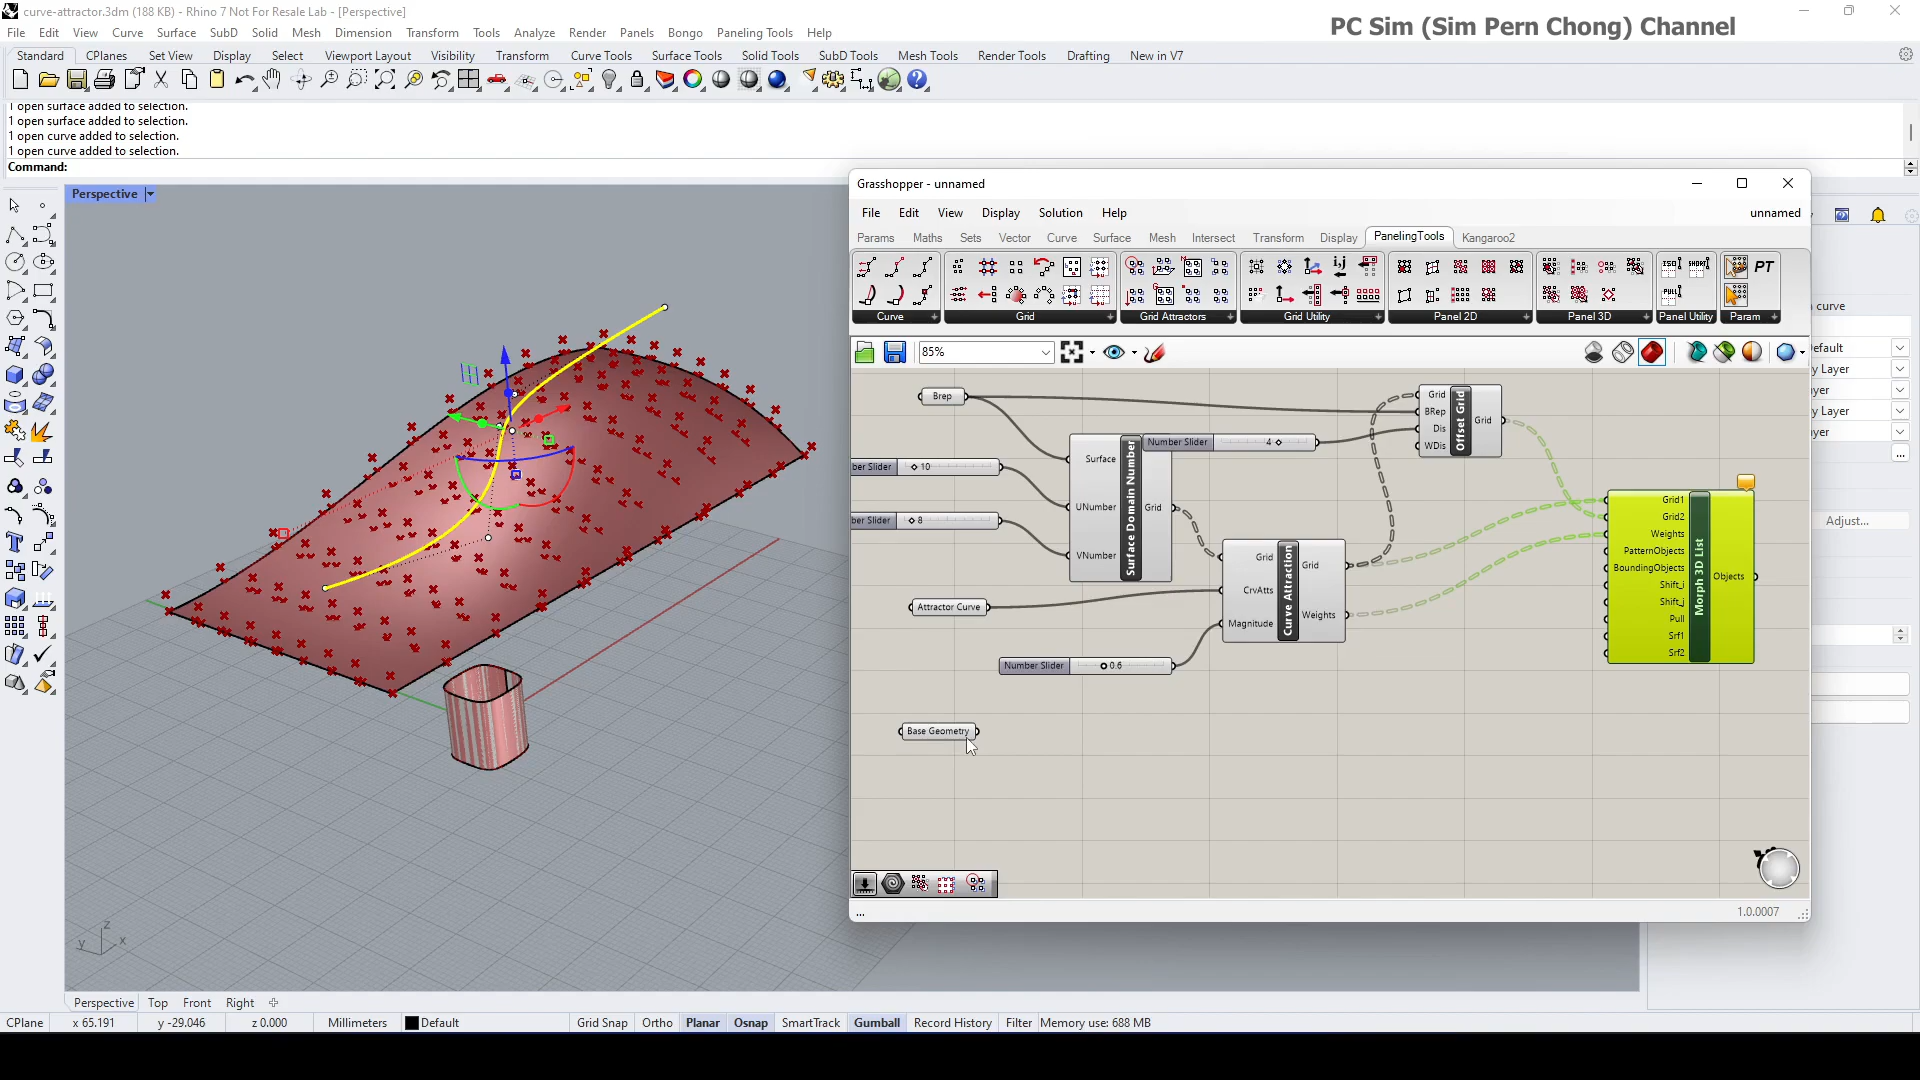 curve-attractor.3dm (188 KB) - Rhino 7 Not For Resale Lab - [Perspective]
PC Sim (Sim Pern Chong) Channel
File Edit View Curve Surface SubD Solid Mesh Dimension Transform Tools Analyze Render Panels Bongo Paneling Tools Help
Standard CPlanes Set View Display Select Viewport Layout Visibility Transform Curve Tools Surface Tools Solid Tools SubD Tools Mesh Tools Render Tools Drafting New in V7
1 open surface added to selection.
1 open surface added to selection.
1 open curve added to selection.
1 open curve added to selection.
Command:
Perspective
Grasshopper - unnamed
File Edit View Display Solution Help unnamed
Params Maths Sets Vector Curve Surface Mesh Intersect Transform Display PanelingTools Kangaroo2
i,j ISO SHORT PT
PULL
Curve Grid Grid Attractors Grid Utility Panel 2D Panel 3D Panel Utility Param
85%
Brep
ber Slider 10
ber Slider 8
Surface
UNumber
VNumber
Surface Domain Number
Grid
Number Slider 4
Grid
BRep
Dis
WDis
Offset Grid
Grid
Attractor Curve
Number Slider 0.6
Grid
CrvAtts
Magnitude
Curve Attraction
Grid
Weights
Grid1
Grid2
Weights
PatternObjects
BoundingObjects
Shift_i
Shift_j
Pull
Srf1
Srf2
Morph 3D List
Objects
Base Geometry
... 1.0.0007
curve
efault
y Layer
yer
y Layer
yer
...
Adjust...
z
y x
Perspective Top Front Right
CPlane x 65.191 y -29.046 z 0.000 Millimeters Default Grid Snap Ortho Planar Osnap SmartTrack Gumball Record History Filter Memory use: 688 MB